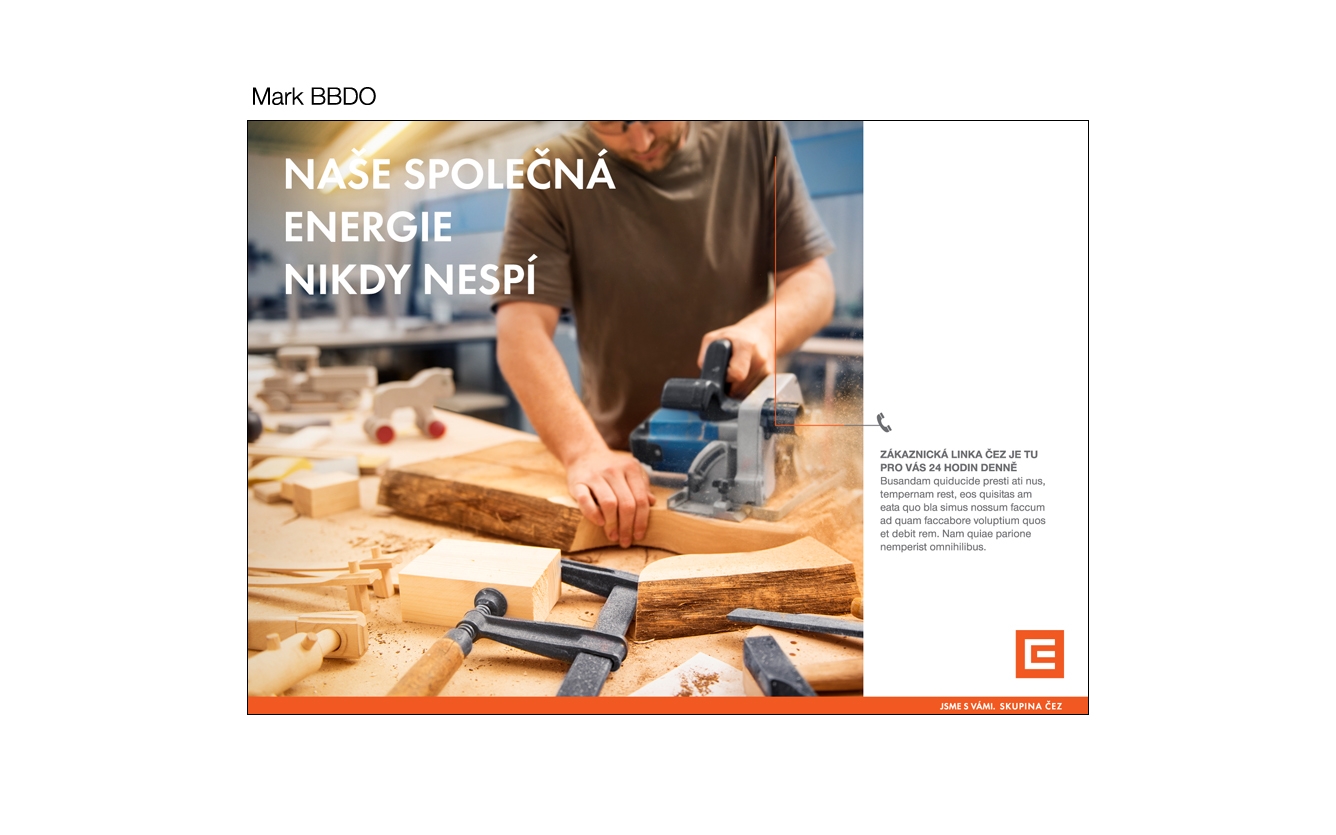 Mark BBDO
NAŠE SPOLEČNÁ
ENERGIE
NIKDY NESPÍ
ZÁKAZNICKÁ LINKA ČEZ JE TU
PRO VÁS 24 HODIN DENNĚ
Busandam quiducide presti ati nus,
tempernam rest, eos quisitas am
eata quo bla simus nossum faccum
ad quam faccabore voluptium quos
et debit rem. Nam quiae parione
nemperist omnihilibus.
JSME S VÁMI. SKUPINA ČEZ